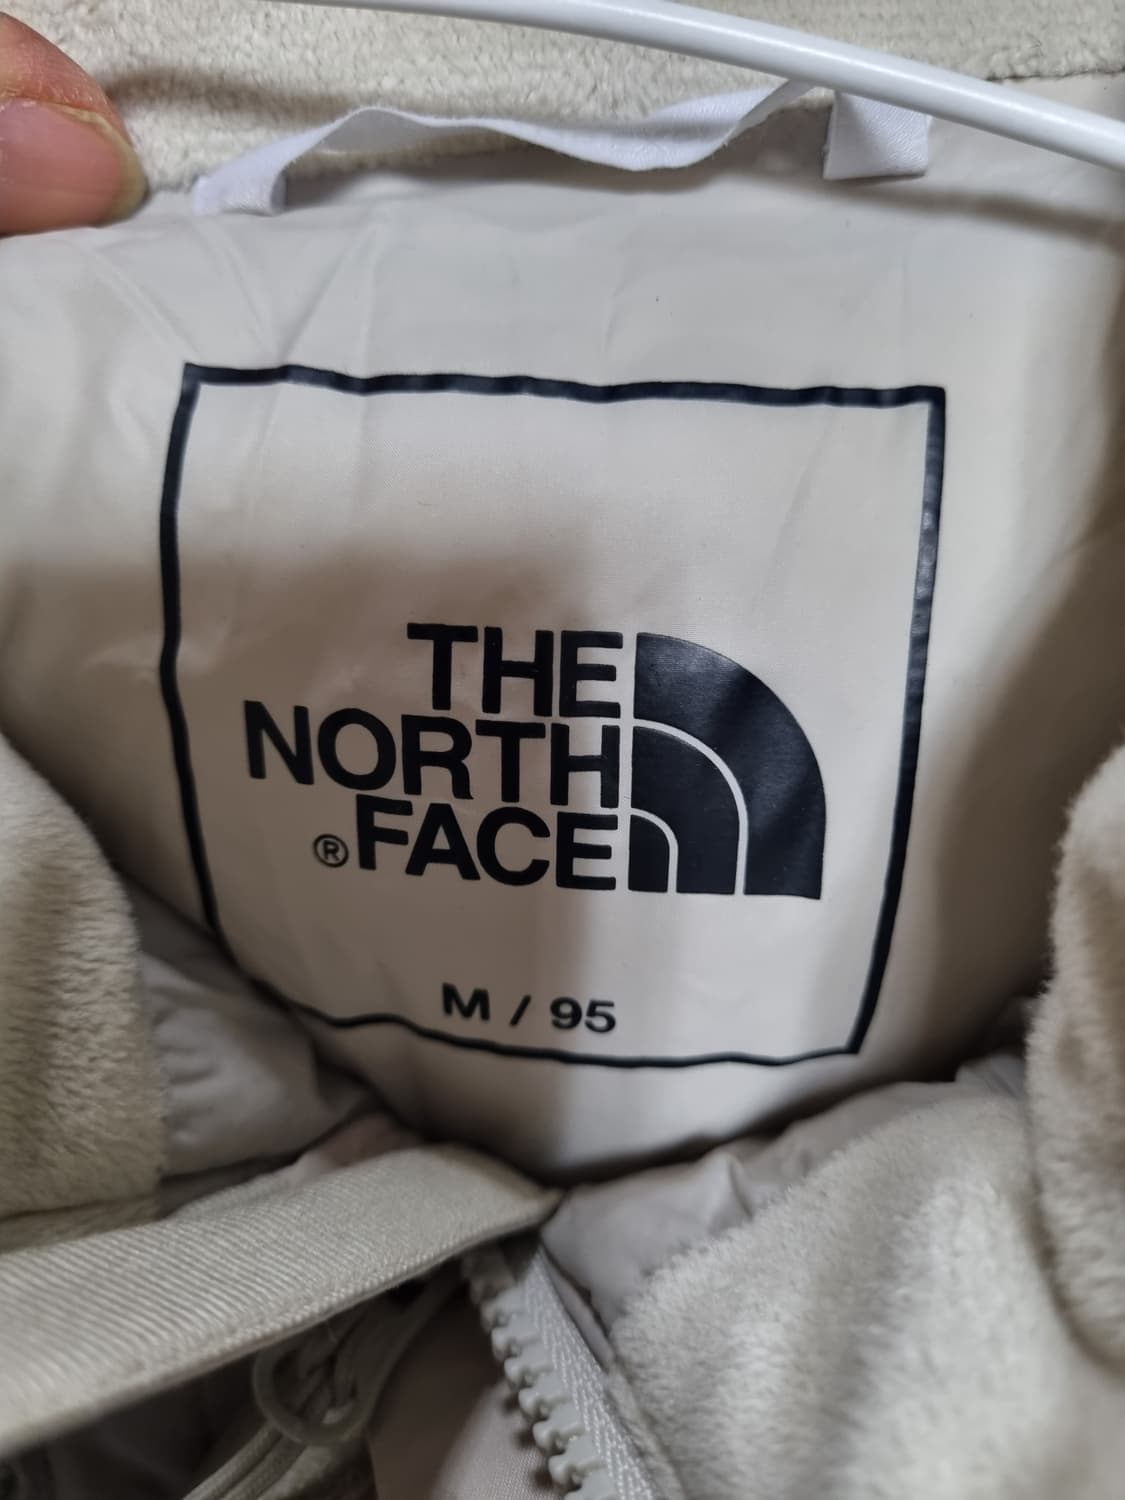 THE
NORTH
® FACE
M / 95